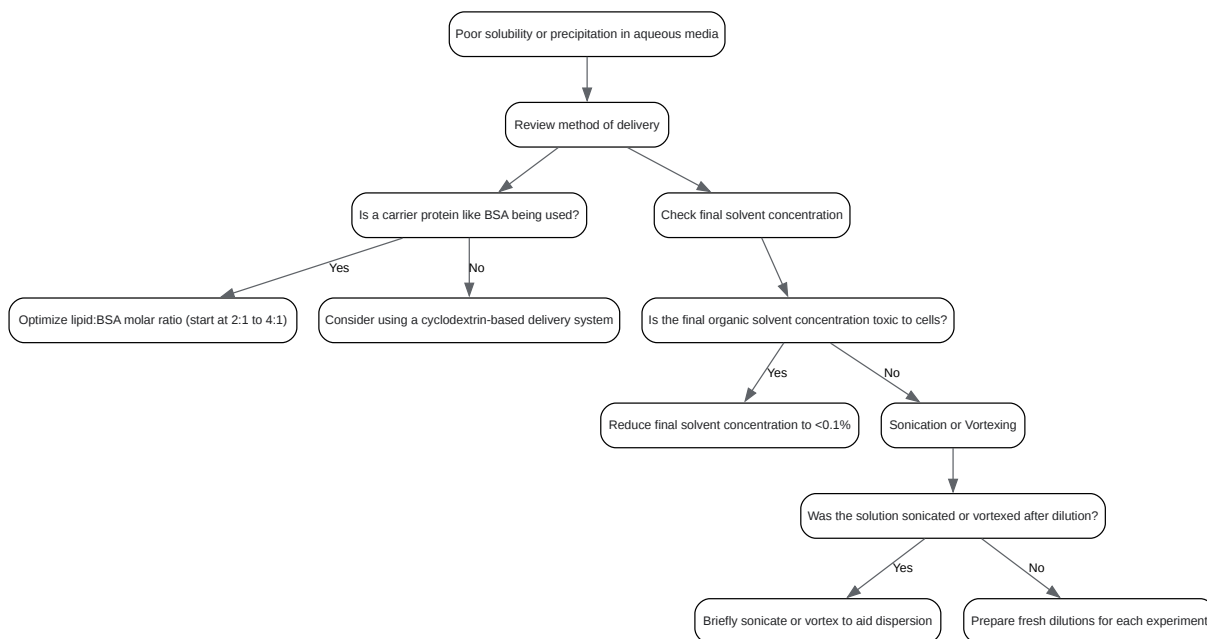 Poor solubility or precipitation in aqueous media
Review method of delivery
Is a carrier protein like BSA being used?
Check final solvent concentration
Yes
No
Optimize lipid:BSA molar ratio (start at 2:1 to 4:1)
Consider using a cyclodextrin-based delivery system
Is the final organic solvent concentration toxic to cells?
Yes
No
Reduce final solvent concentration to <0.1%
Sonication or Vortexing
Was the solution sonicated or vortexed after dilution?
Yes
No
Briefly sonicate or vortex to aid dispersion
Prepare fresh dilutions for each experiment